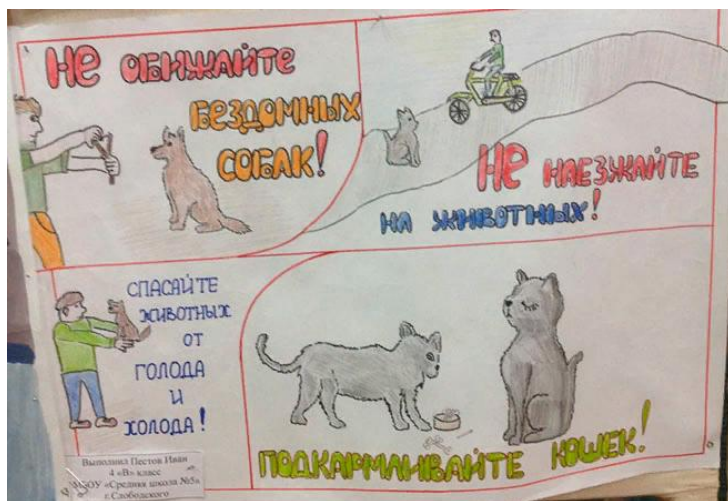 НЕ ОБИЖАЙТЕ
БЕЗДОМНЫХ
СОБАК!
НЕ НАЕЗЖАЙТЕ
НА ЖИВОТНЫХ!
СПАСАЙТЕ
ЖИВОТНЫХ
ОТ
ГОЛОДА
И
ХОЛОДА!
ПОДКАРМЛИВАЙТЕ КОШЕК!
Выполнил Пестов Иван
4 «В» класс
МБОУ «Средняя школа №5»
г.Слободского